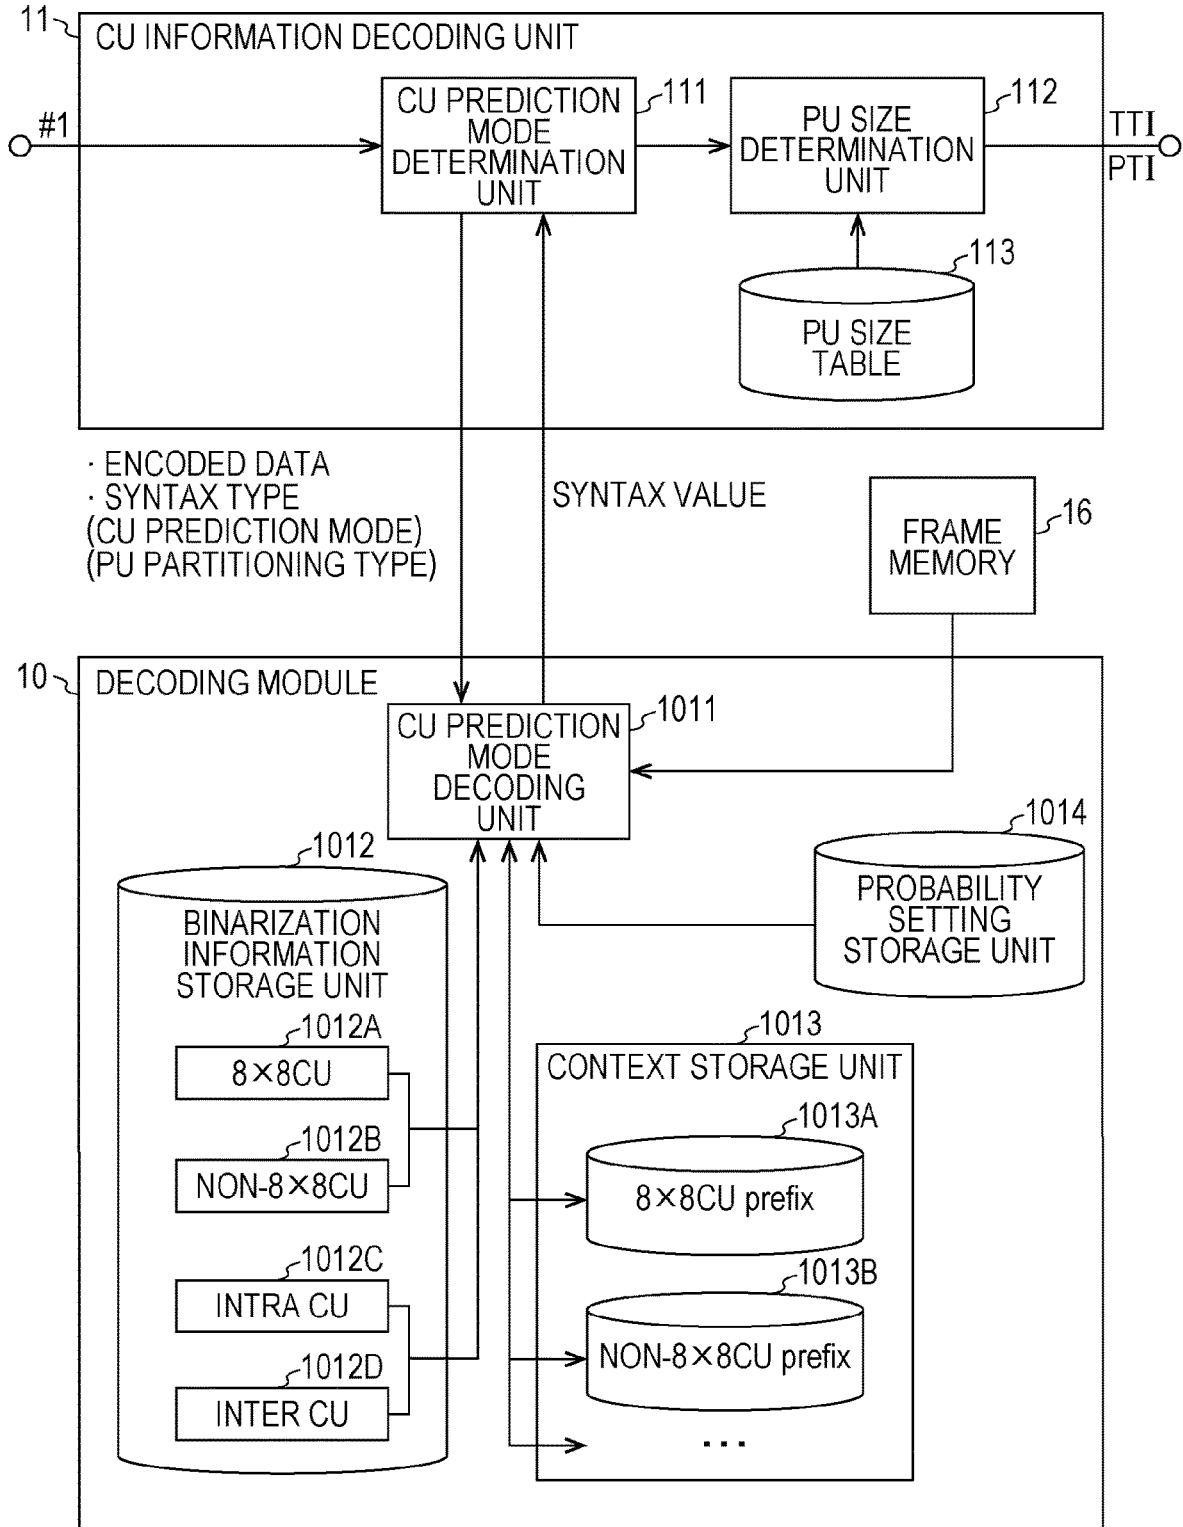 11
CU INFORMATION DECODING UNIT
#1
CU PREDICTION
MODE
DETERMINATION
UNIT
111
PU SIZE
DETERMINATION
UNIT
112
TTI
PTI
113
PU SIZE
TABLE
· ENCODED DATA
· SYNTAX TYPE
(CU PREDICTION MODE)
(PU PARTITIONING TYPE)
SYNTAX VALUE
FRAME
MEMORY
16
10
DECODING MODULE
CU PREDICTION
MODE
DECODING
UNIT
1011
1012
BINARIZATION
INFORMATION
STORAGE UNIT
1014
PROBABILITY
SETTING
STORAGE UNIT
1012A
8×8CU
1012B
NON-8×8CU
1012C
INTRA CU
1012D
INTER CU
1013
CONTEXT STORAGE UNIT
1013A
8×8CU prefix
1013B
NON-8×8CU prefix
...